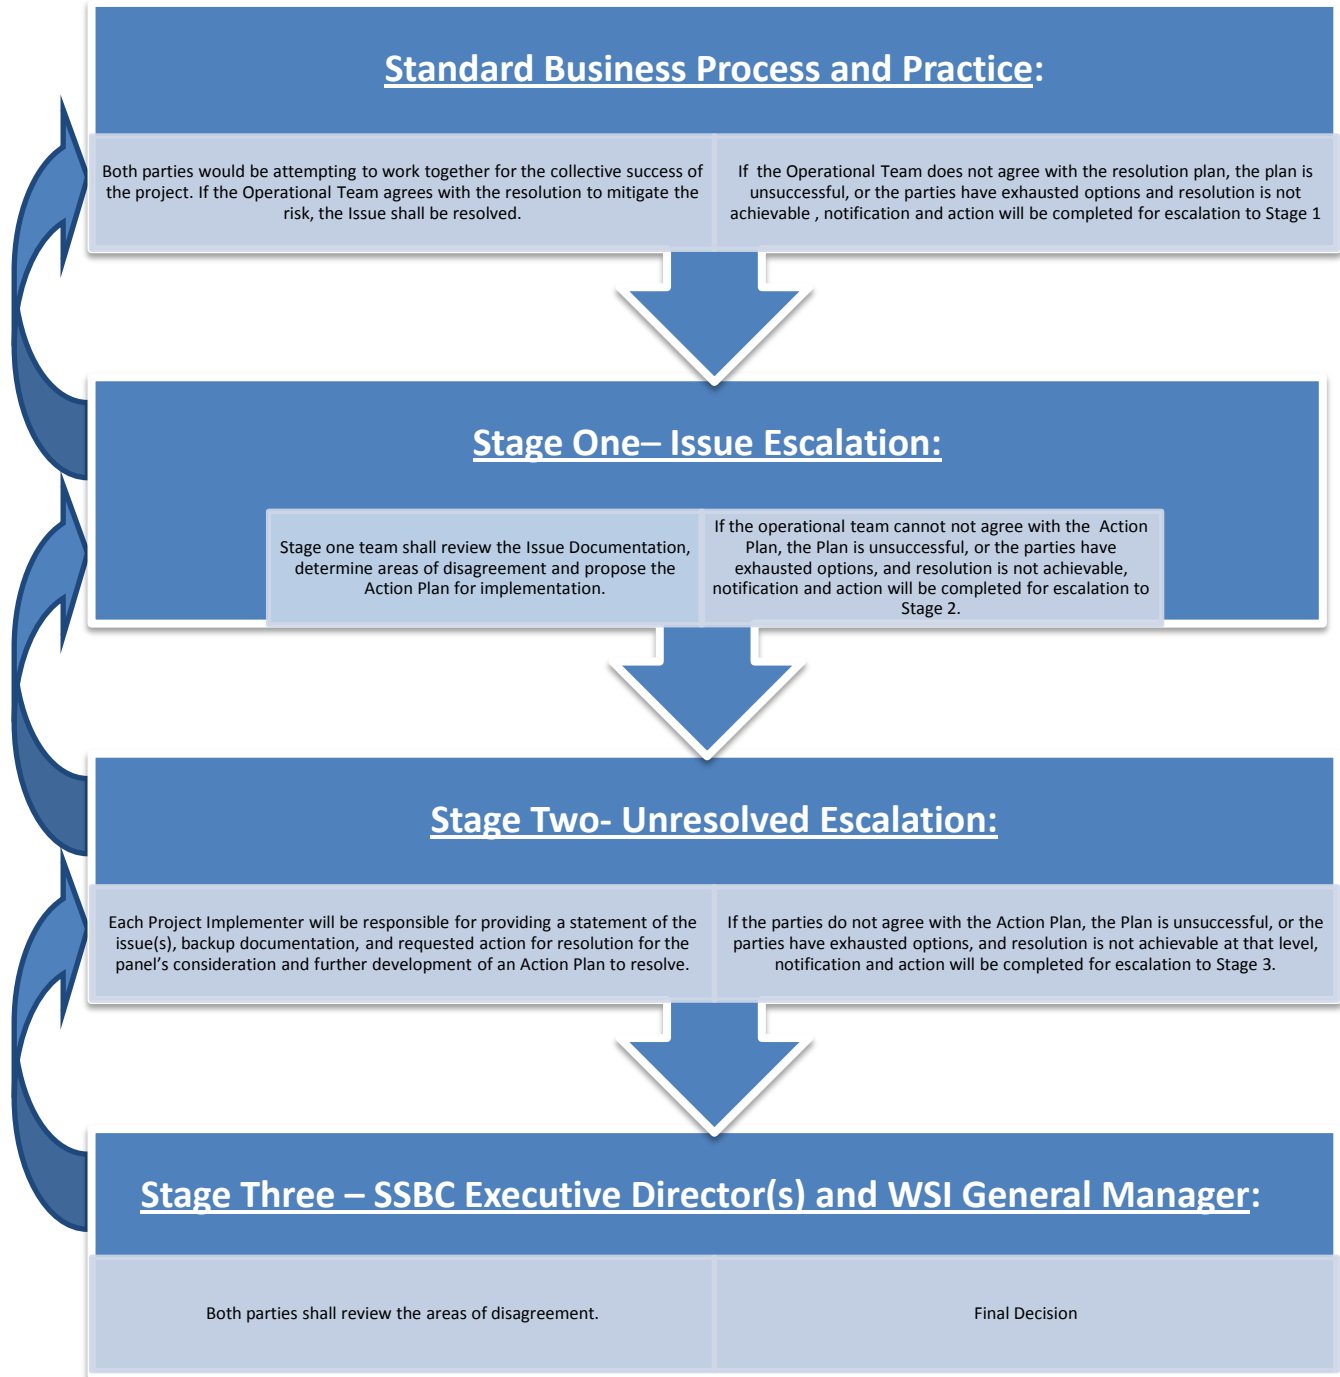 Standard Business Process and Practice:
Both parties would be attempting to work together for the collective success of
the project. If the Operational Team agrees with the resolution to mitigate the
risk, the Issue shall be resolved.
If  the Operational Team does not agree with the resolution plan, the plan is
unsuccessful, or the parties have exhausted options and resolution is not
achievable , notification and action will be completed for escalation to Stage 1
Stage One– Issue Escalation:
Stage one team shall review the Issue Documentation,
determine areas of disagreement and propose the
Action Plan for implementation.
If the operational team cannot not agree with the  Action
Plan, the Plan is unsuccessful, or the parties have
exhausted options, and resolution is not achievable,
notification and action will be completed for escalation to
Stage 2.
Stage Two- Unresolved Escalation:
Each Project Implementer will be responsible for providing a statement of the
issue(s), backup documentation, and requested action for resolution for the
panel’s consideration and further development of an Action Plan to resolve.
If the parties do not agree with the Action Plan, the Plan is unsuccessful, or the
parties have exhausted options, and resolution is not achievable at that level,
notification and action will be completed for escalation to Stage 3.
Stage Three – SSBC Executive Director(s) and WSI General Manager:
Both parties shall review the areas of disagreement.
Final Decision